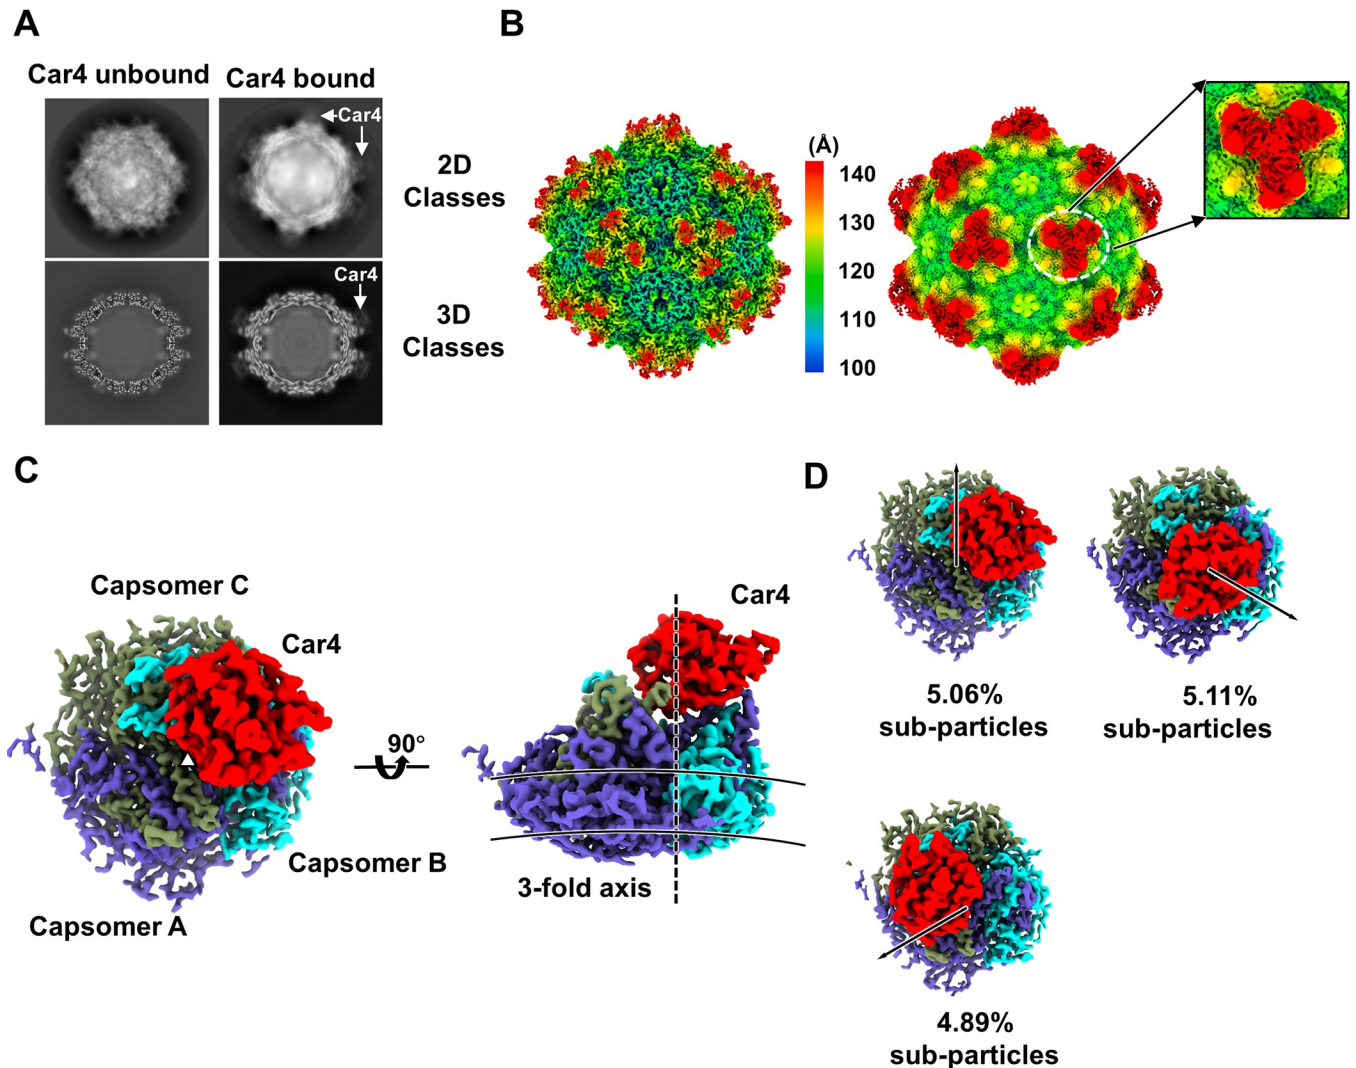 A
Car4 unbound
Car4 bound
Car4
Car4
2D
Classes
3D
Classes
B
(Å)
140
130
120
110
100
C
Capsomer C
Car4
Capsomer B
Capsomer A
90°
Car4
3-fold axis
D
5.06%
sub-particles
5.11%
sub-particles
4.89%
sub-particles